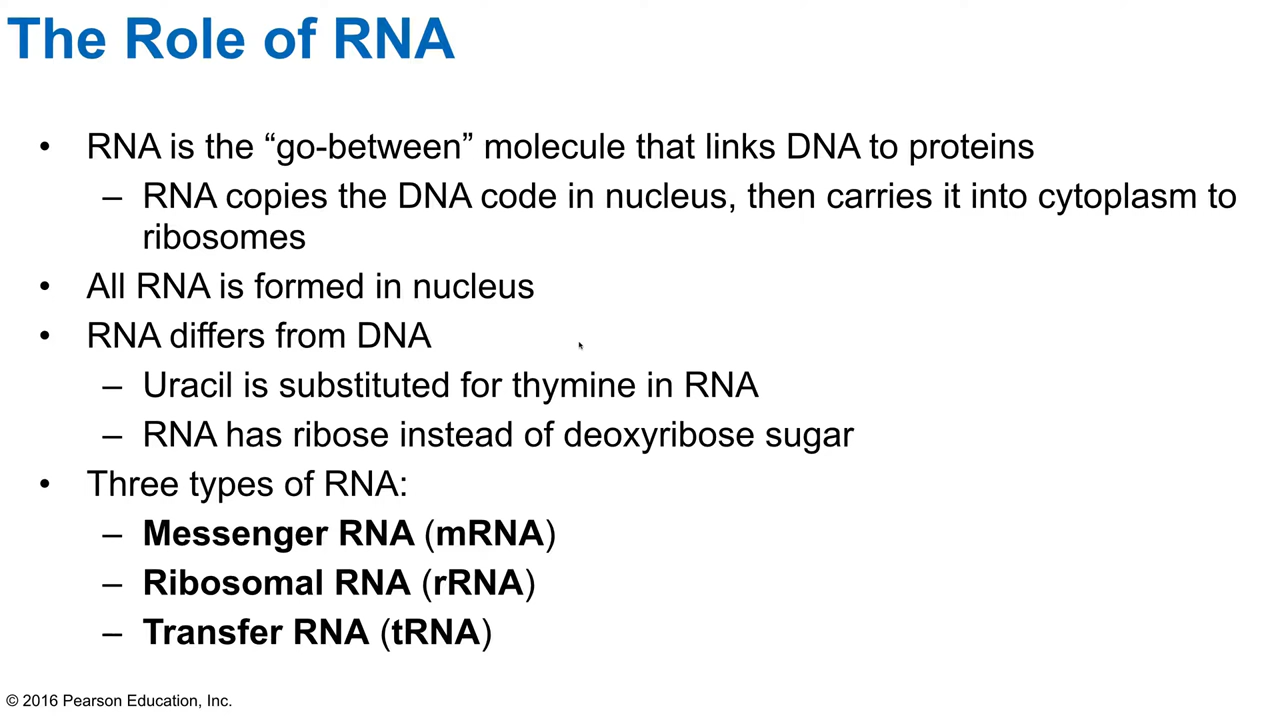 The Role of RNA
• RNA is the “go-between” molecule that links DNA to proteins
– RNA copies the DNA code in nucleus, then carries it into cytoplasm to
ribosomes
• All RNA is formed in nucleus
• RNA differs from DNA
– Uracil is substituted for thymine in RNA
– RNA has ribose instead of deoxyribose sugar
• Three types of RNA:
– Messenger RNA (mRNA)
– Ribosomal RNA (rRNA)
– Transfer RNA (tRNA)
© 2016 Pearson Education, Inc.